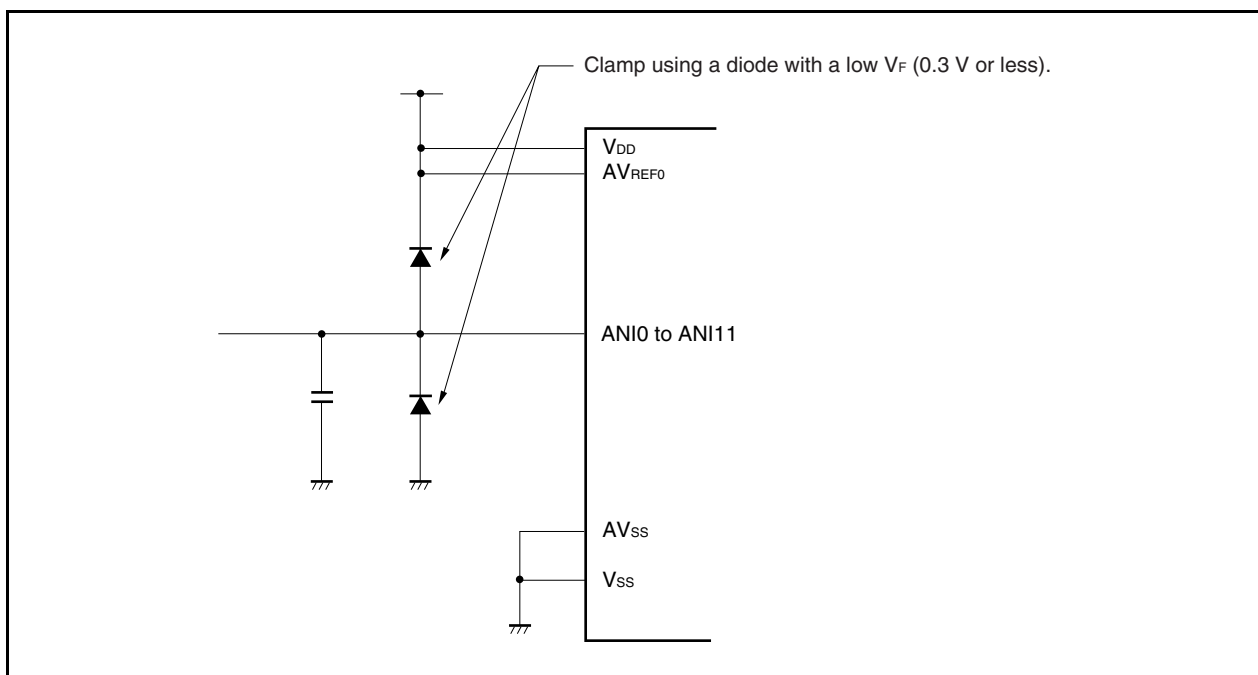 Clamp using a diode with a low VF (0.3 V or less).
VDD
AVREF0
ANI0 to ANI11
AVSS
VSS